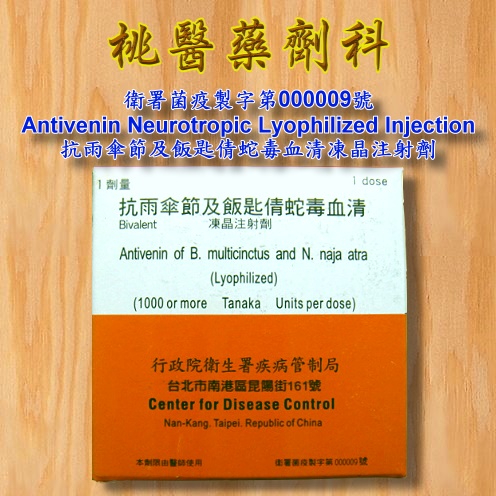 桃醫藥劑科
衛署菌疫製字第000009號
Antivenin Neurotropic Lyophilized Injection
抗雨傘節及飯匙倩蛇毒血清凍晶注射劑
1劑量 1 dose
抗雨傘節及飯匙倩蛇毒血清
Bivalent 凍晶注射劑
Antivenin of B. multicinctus and N. naja atra
(Lyophilized)
(1000 or more Tanaka Units per dose)
行政院衛生署疾病管制局
台北市南港區昆陽街161號
Center for Disease Control
Nan-Kang, Taipei, Republic of China
本劑限由醫師使用 衛署菌疫製字第000009號